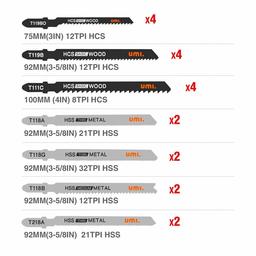 T119BO HCS WOOD umi. x4
75MM(3IN) 12TPI HCS
T119B HCS WOOD umi. x4
92MM(3-5/8IN) 12TPI HCS
T111C HCS WOOD umi. x4
100MM (4IN) 8TPI HCS
T118A HSS METAL umi. x2
92MM(3-5/8IN) 21TPI HSS
T118G HSS METAL umi. x2
92MM(3-5/8IN) 32TPI HSS
T118B HSS METAL umi. x2
92MM(3-5/8IN) 12TPI HSS
T218A HSS METAL umi. x2
92MM(3-5/8IN) 21TPI HSS